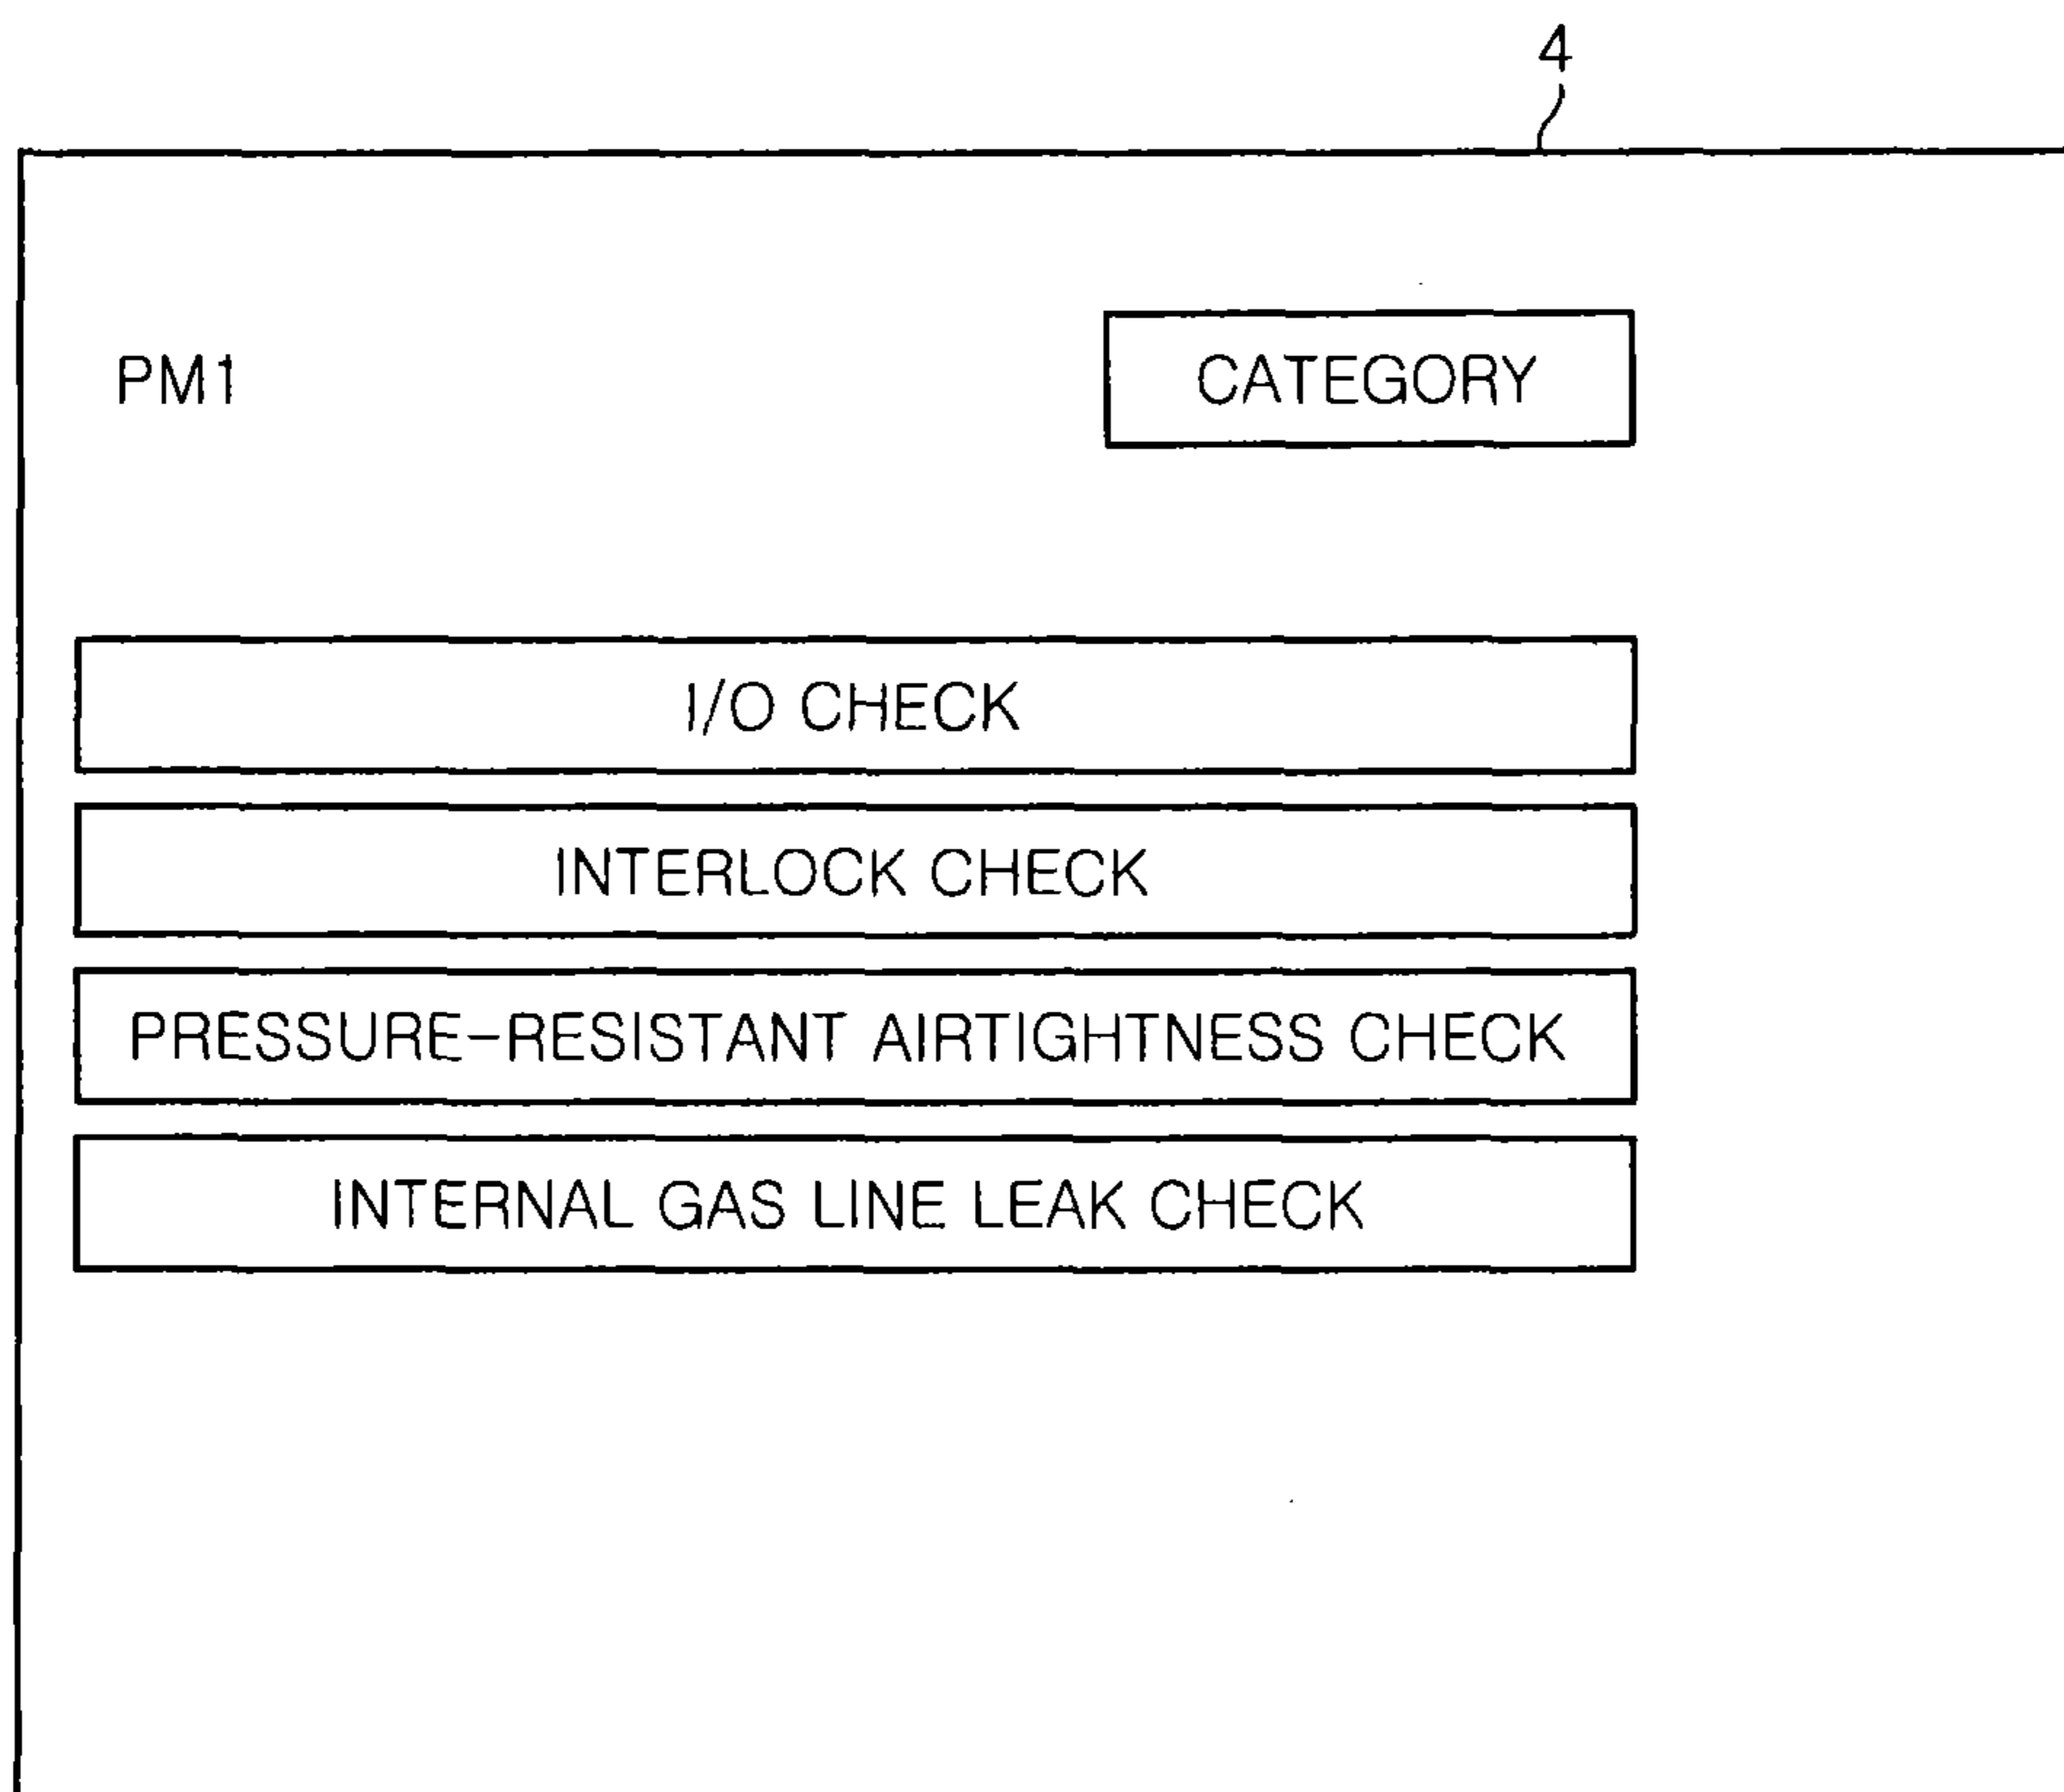 4
PM1 CATEGORY
I/O CHECK
INTERLOCK CHECK
PRESSURE-RESISTANT AIRTIGHTNESS CHECK
INTERNAL GAS LINE LEAK CHECK